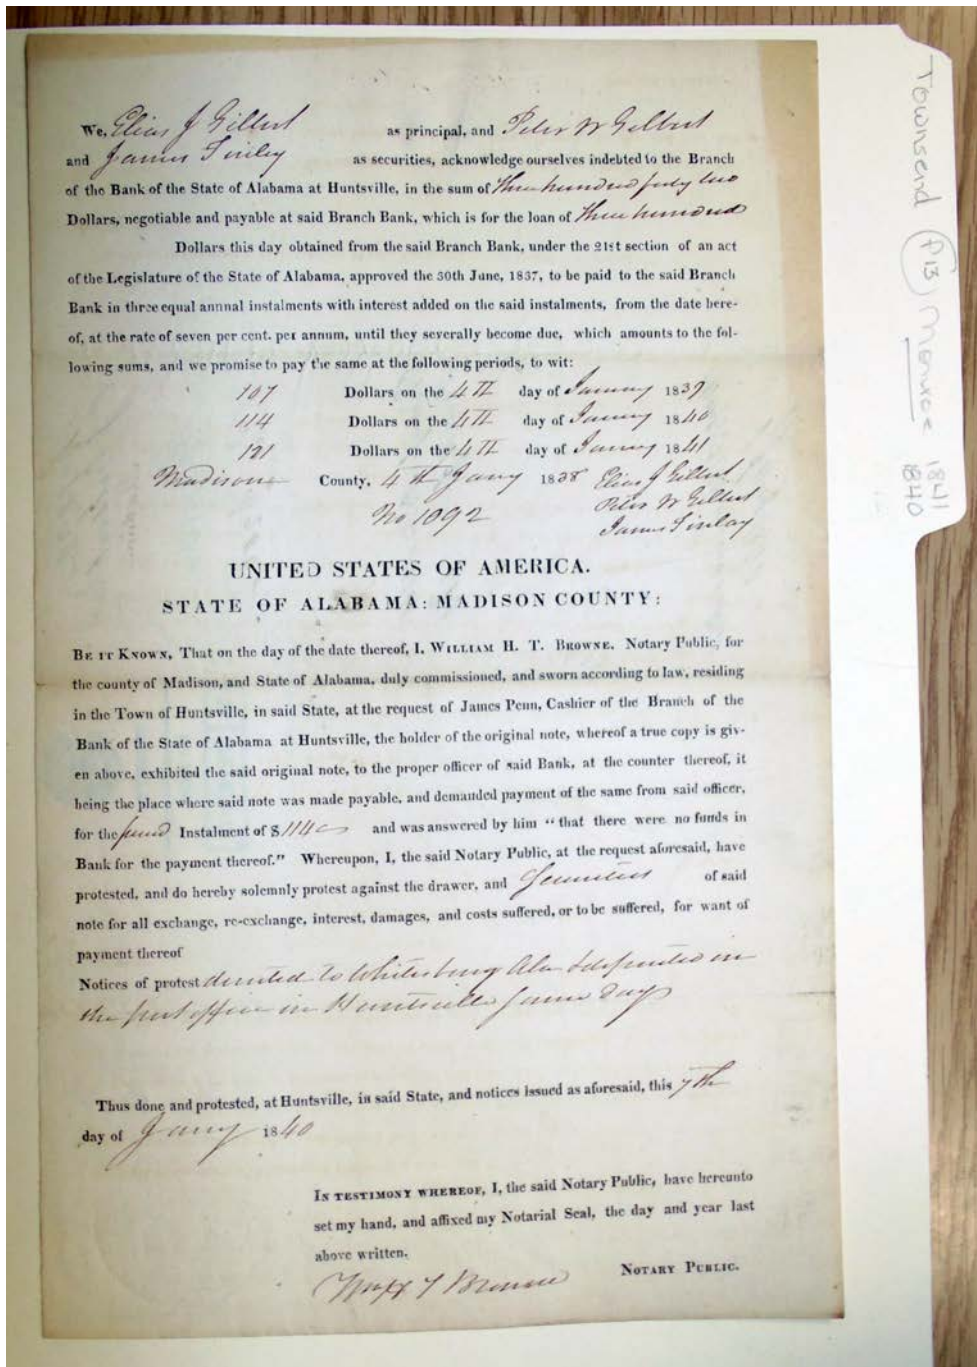 We, Elias J Gilbert as principal, and Peter W Gilbert
and James Finley as securities, acknowledge ourselves indebted to the Branch
of the Bank of the State of Alabama at Huntsville, in the sum of three hundred forty two
Dollars, negotiable and payable at said Branch Bank, which is for the loan of three hundred
Dollars this day obtained from the said Branch Bank, under the 21st section of an act
of the Legislature of the State of Alabama, approved the 30th June, 1837, to be paid to the said Branch
Bank in three equal annual instalments with interest added on the said instalments, from the date here-
of, at the rate of seven per cent. per annum, until they severally become due, which amounts to the fol-
lowing sums, and we promise to pay the same at the following periods, to wit:
107 Dollars on the 4th day of January 1839
114 Dollars on the 4th day of January 1840
121 Dollars on the 4th day of January 1841
Madison County, 4th Jany 1838 Elias J Gilbert
Peter W Gilbert
No 1092 James Finlay
UNITED STATES OF AMERICA.
STATE OF ALABAMA: MADISON COUNTY:
BE IT KNOWN, That on the day of the date thereof, I, WILLIAM H. T. BROWNE, Notary Public, for
the county of Madison, and State of Alabama, duly commissioned, and sworn according to law, residing
in the Town of Huntsville, in said State, at the request of James Penn, Cashier of the Branch of the
Bank of the State of Alabama at Huntsville, the holder of the original note, whereof a true copy is giv-
en above, exhibited the said original note, to the proper officer of said Bank, at the counter thereof, it
being the place where said note was made payable, and demanded payment of the same from said officer,
for the Instalment of $114 and was answered by him "that there were no funds in
Bank for the payment thereof." Whereupon, I, the said Notary Public, at the request aforesaid, have
protested, and do hereby solemnly protest against the drawer, and Securities of said
note for all exchange, re-exchange, interest, damages, and costs suffered, or to be suffered, for want of
payment thereof
Notices of protest directed to Whitesburg Ala & deposited in
the post office in Huntsville same day
Thus done and protested, at Huntsville, in said State, and notices issued as aforesaid, this 7th
day of Jany 1840
IN TESTIMONY WHEREOF, I, the said Notary Public, have hereunto
set my hand, and affixed my Notarial Seal, the day and year last
above written.
Wm H T Browne NOTARY PUBLIC.
Townsend P13 Monroe 1841
1840